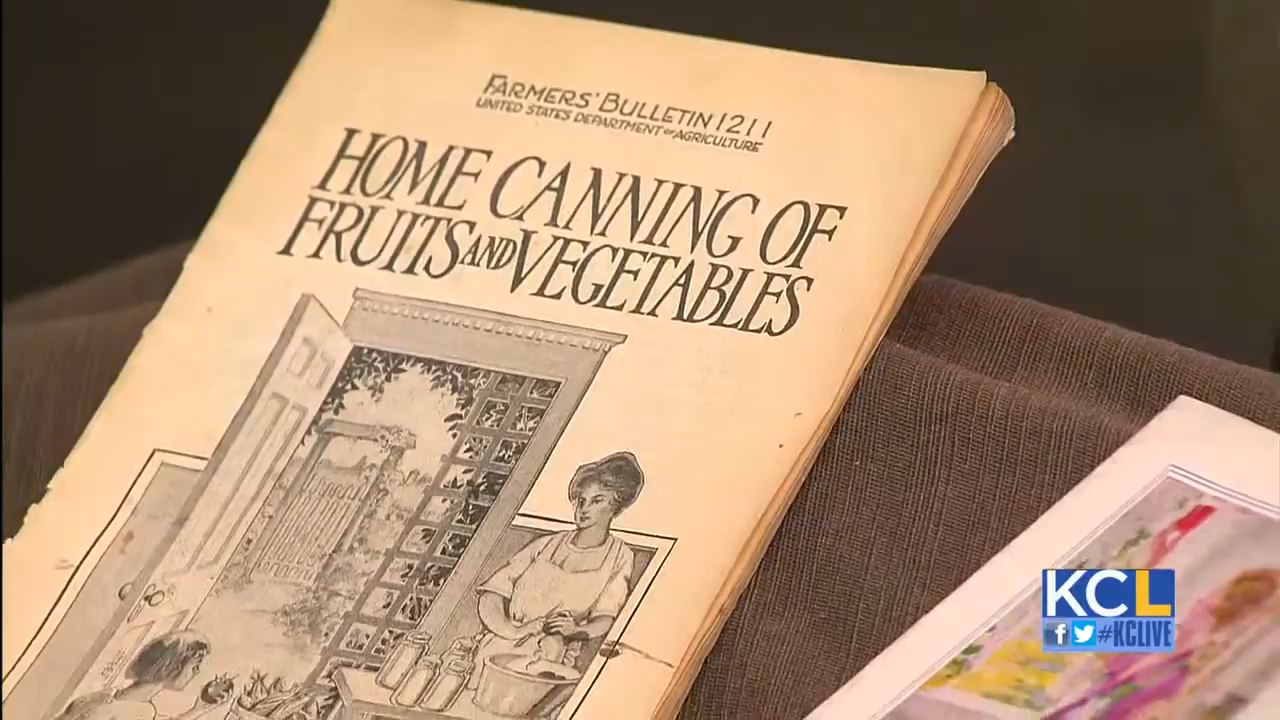 FARMERS' BULLETIN 1211
UNITED STATES DEPARTMENT OF AGRICULTURE
HOME CANNING OF
FRUITS AND VEGETABLES
KCL
#KCLIVE